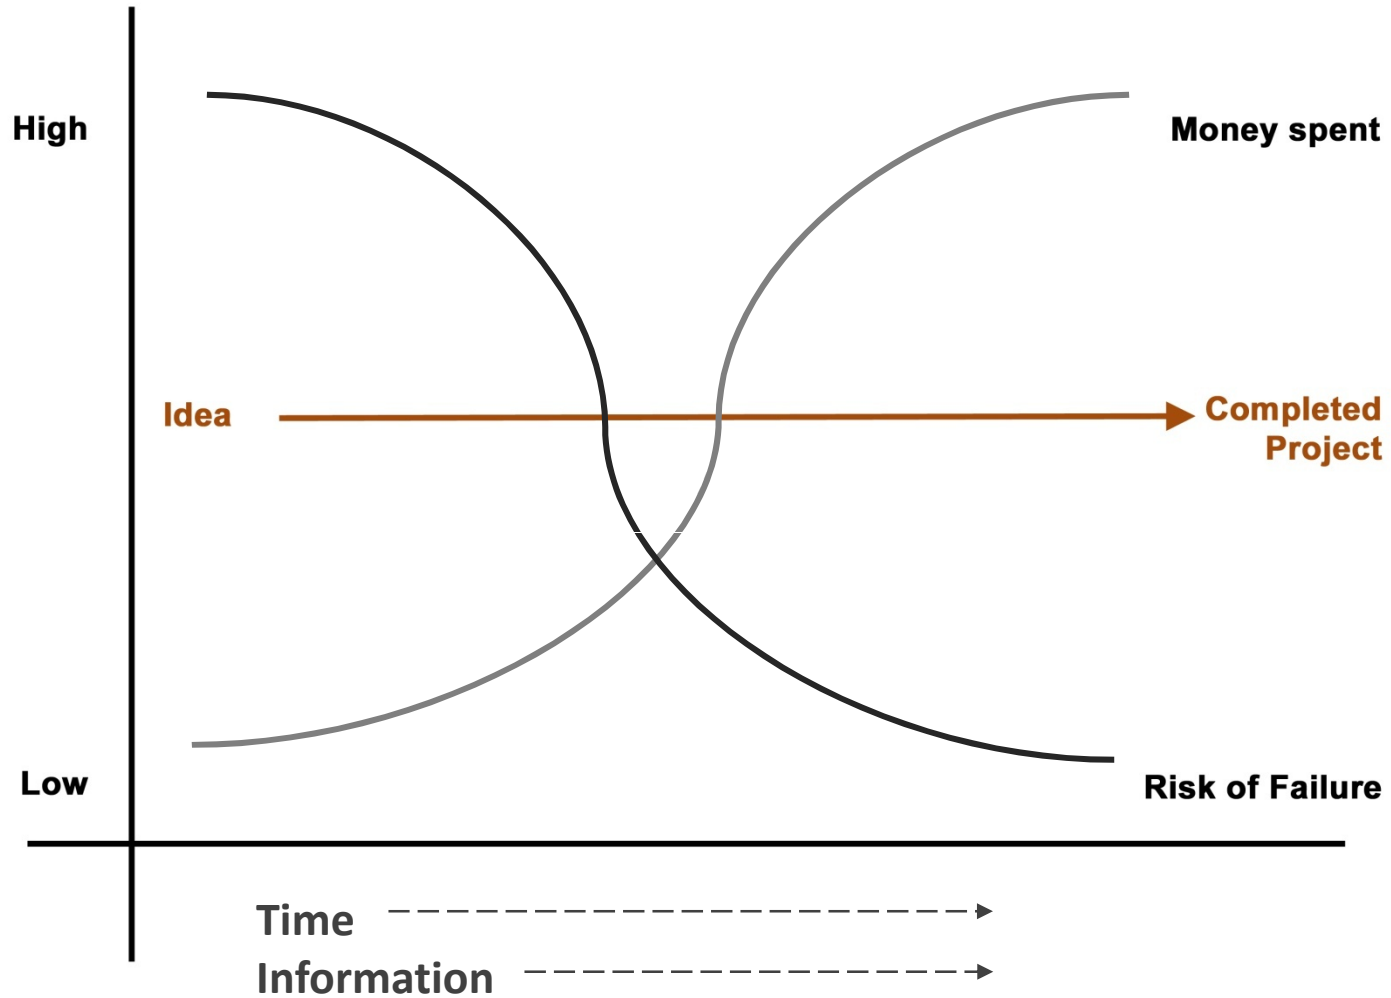 High
Money spent
Idea
Completed
Project
Low
Risk of Failure
Time
Information